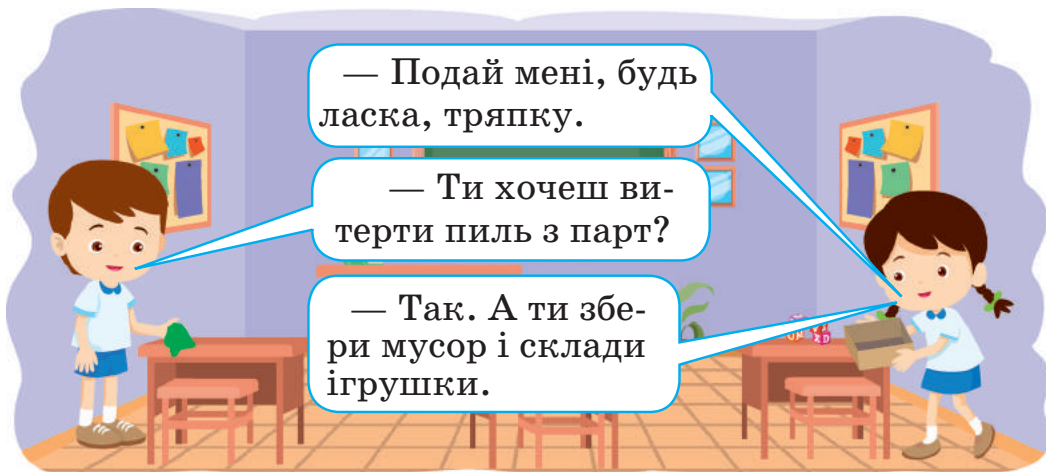 — Подай мені, будь
ласка, тряпку.
— Ти хочеш ви-
терти пиль з парт?
— Так. А ти збе-
ри мусор і склади
ігрушки.